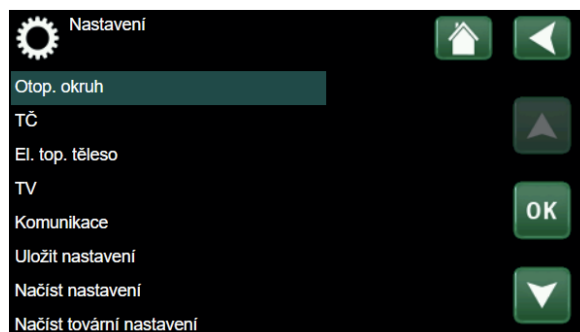 Nastavení
Otop. okruh
TČ
El. top. těleso
TV
Komunikace
Uložit nastavení
Načíst nastavení
Načíst tovární nastavení
OK